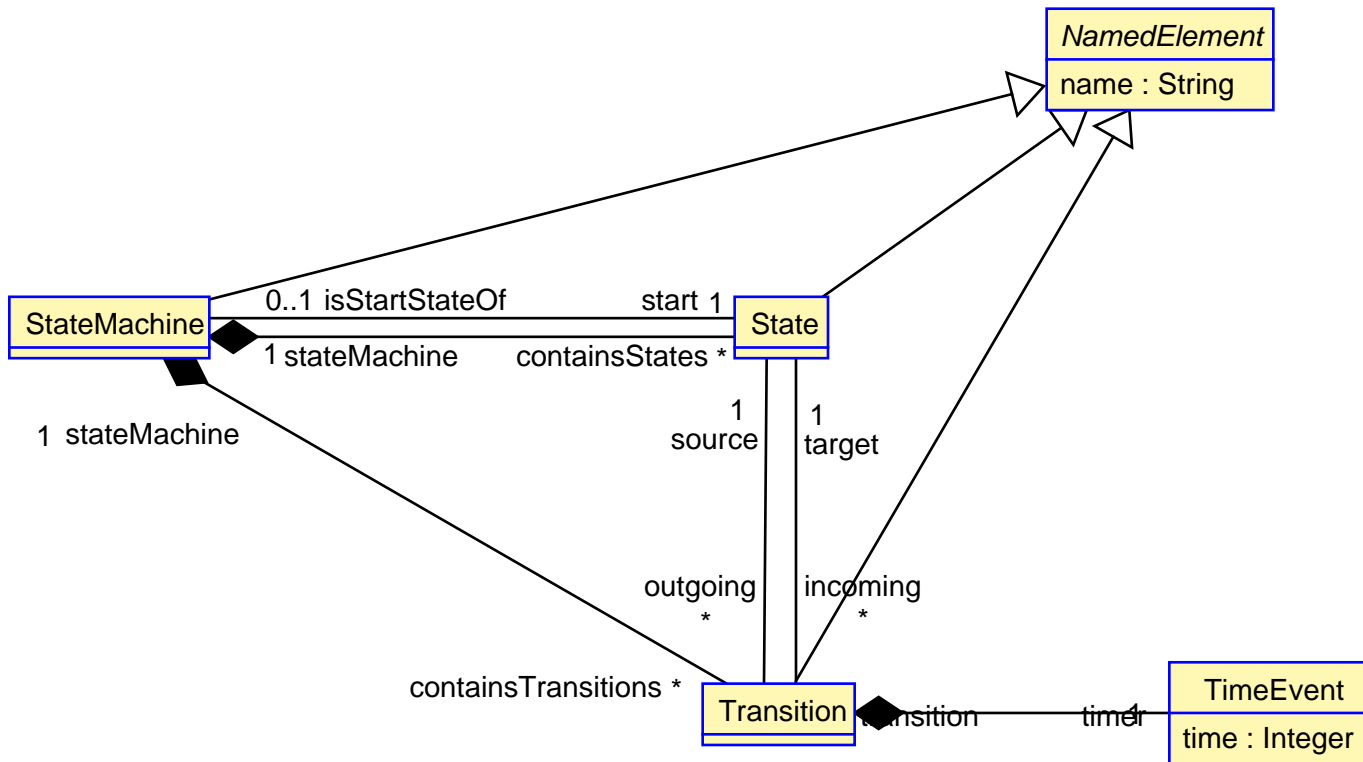 NamedElement
name : String
0..1 isStartStateOf start 1
StateMachine
State
1 stateMachine containsStates *
1 stateMachine
1
source
1
target
outgoing
*
incoming
*
containsTransitions *
Transition
transition timer 1
TimeEvent
time : Integer